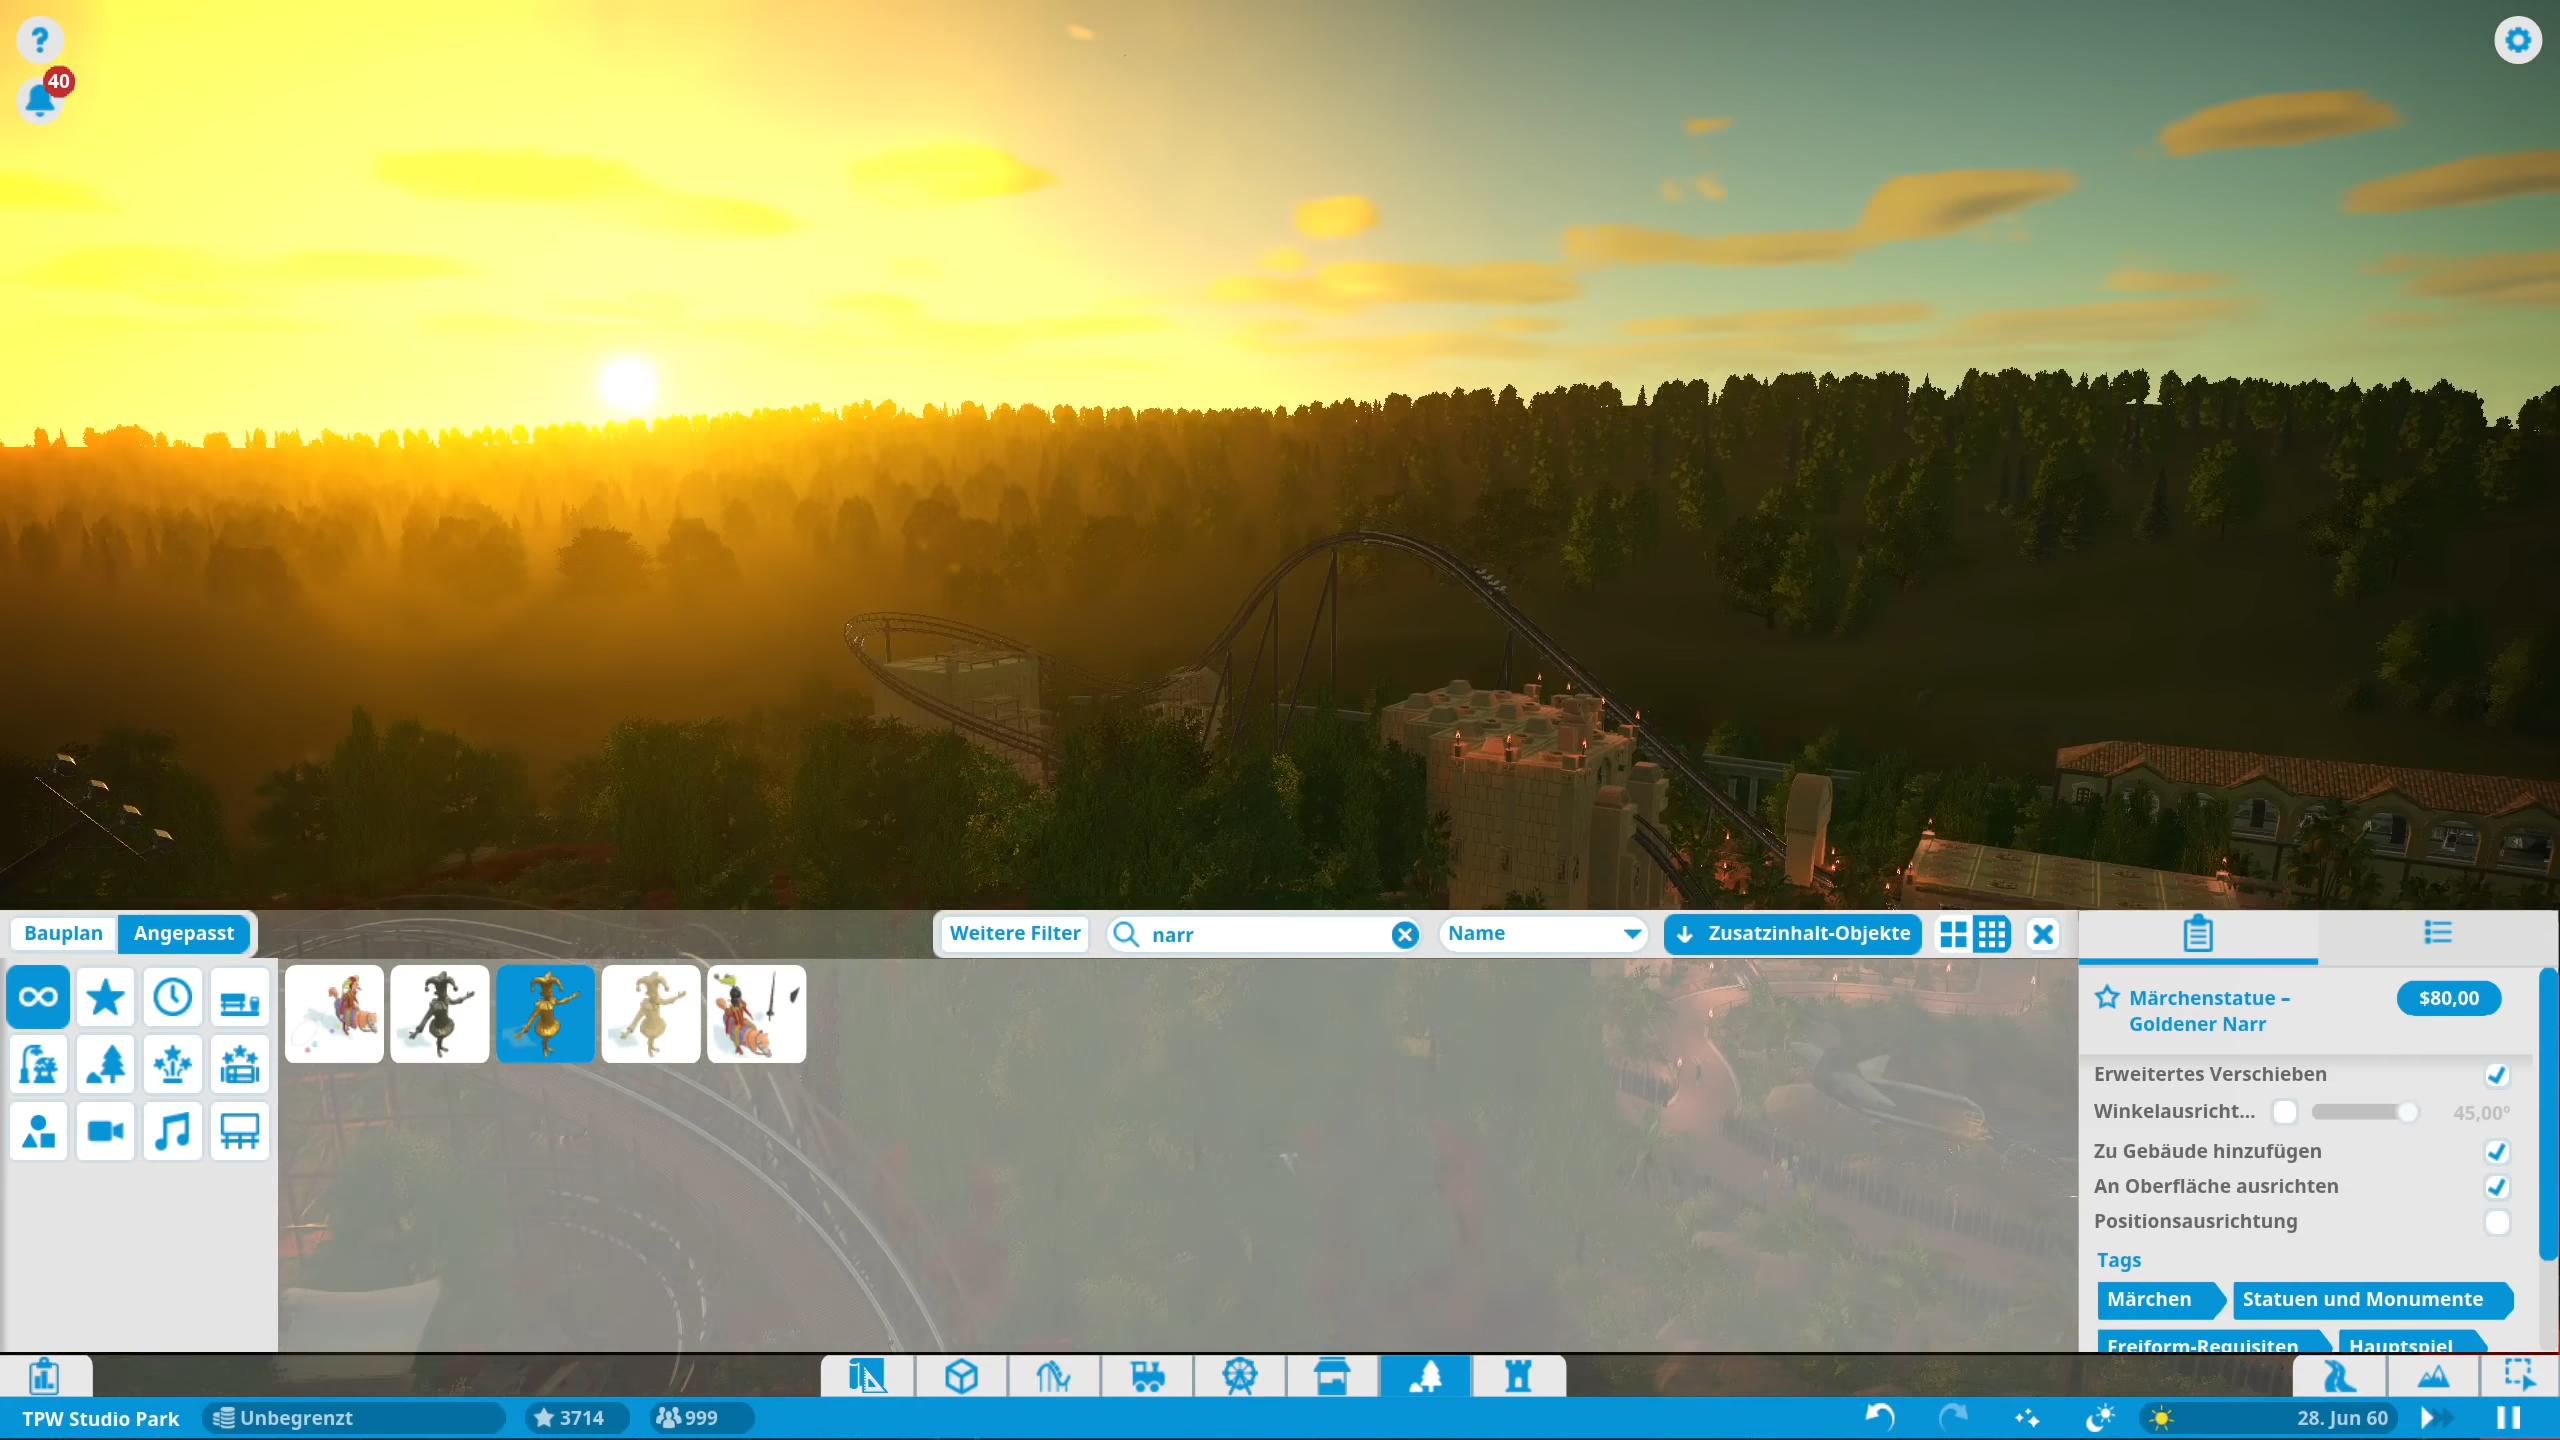 ?
40
Bauplan
Angepasst
Weitere Filter
narr
Name
Zusatzinhalt-Objekte
Märchenstatue –
Goldener Narr
$80,00
Erweitertes Verschieben
Winkelausricht...
45,00°
Zu Gebäude hinzufügen
An Oberfläche ausrichten
Positionsausrichtung
Tags
Märchen
Statuen und Monumente
Freiform-Requisiten
Hauptspiel
TPW Studio Park
Unbegrenzt
3714
999
28. Jun 60